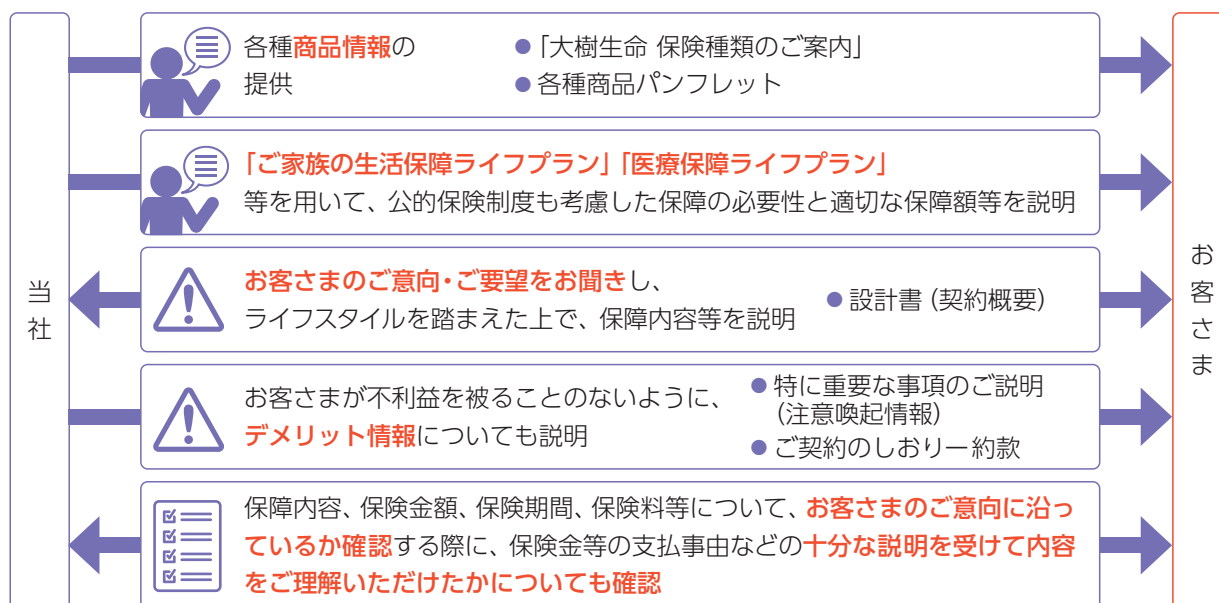 当社
各種商品情報の
提供
●「大樹生命 保険種類のご案内」
●各種商品パンフレット
「ご家族の生活保障ライフプラン」「医療保障ライフプラン」
等を用いて、公的保険制度も考慮した保障の必要性と適切な保障額等を説明
お客さまのご意向・ご要望をお聞きし、
ライフスタイルを踏まえた上で、保障内容等を説明
●設計書（契約概要）
お客さまが不利益を被ることのないように、
デメリット情報についても説明
●特に重要な事項のご説明
（注意喚起情報）
●ご契約のしおりー約款
保障内容、保険金額、保険期間、保険料等について、お客さまのご意向に沿っ
ているか確認する際に、保険金等の支払事由などの十分な説明を受けて内容
をご理解いただけたかについても確認
お客さま